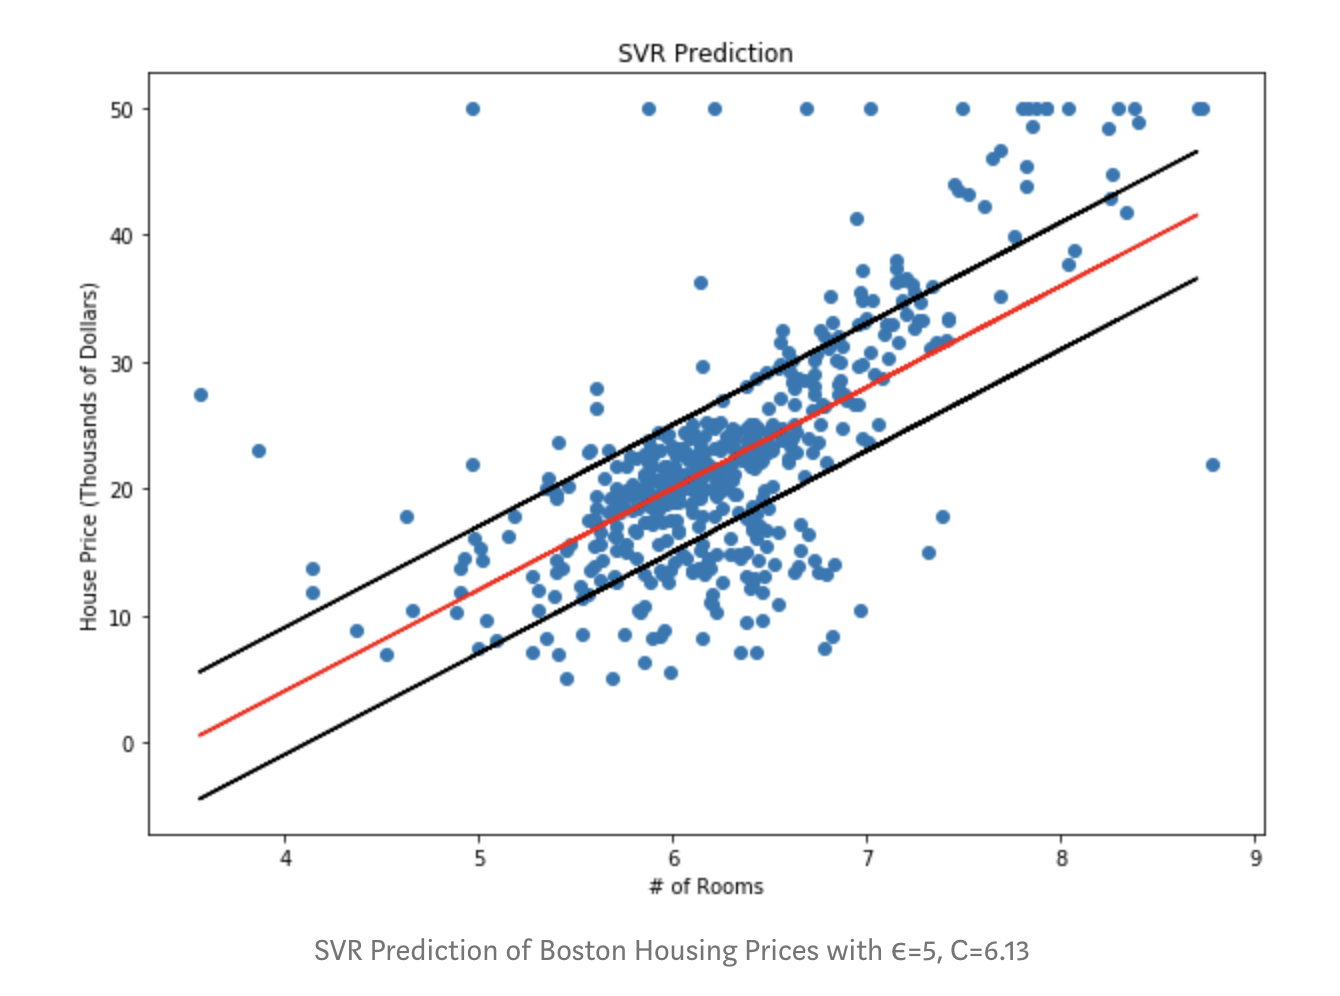 SVR Prediction
50
40
30
20
10
0
House Price (Thousands of Dollars)
4 5 6 7 8 9
# of Rooms
SVR Prediction of Boston Housing Prices with ϵ=5, C=6.13